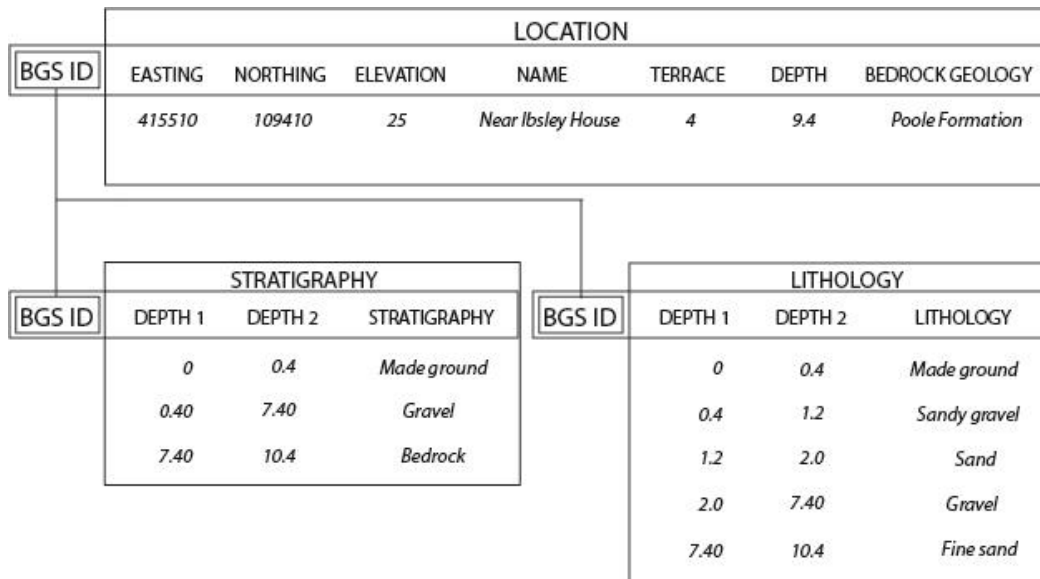 LOCATION
BGS ID EASTING NORTHING ELEVATION NAME TERRACE DEPTH BEDROCK GEOLOGY
415510 109410 25 Near Ibsley House 4 9.4 Poole Formation
STRATIGRAPHY
BGS ID DEPTH 1 DEPTH 2 STRATIGRAPHY
0 0.4 Made ground
0.40 7.40 Gravel
7.40 10.4 Bedrock
LITHOLOGY
BGS ID DEPTH 1 DEPTH 2 LITHOLOGY
0 0.4 Made ground
0.4 1.2 Sandy gravel
1.2 2.0 Sand
2.0 7.40 Gravel
7.40 10.4 Fine sand